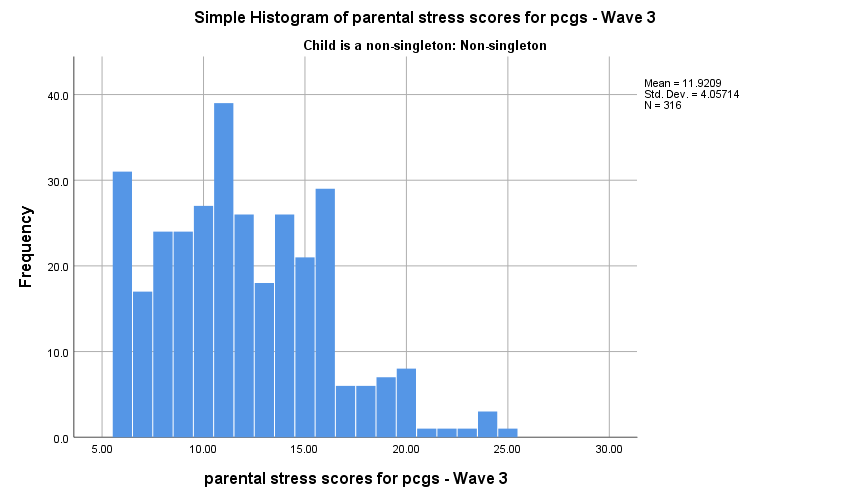 Simple Histogram of parental stress scores for pcgs - Wave 3
Child is a non-singleton: Non-singleton
Mean = 11.9209
Std. Dev. = 4.05714
N = 316
Frequency
40.0
30.0
20.0
10.0
0.0
5.00 10.00 15.00 20.00 25.00 30.00
parental stress scores for pcgs - Wave 3